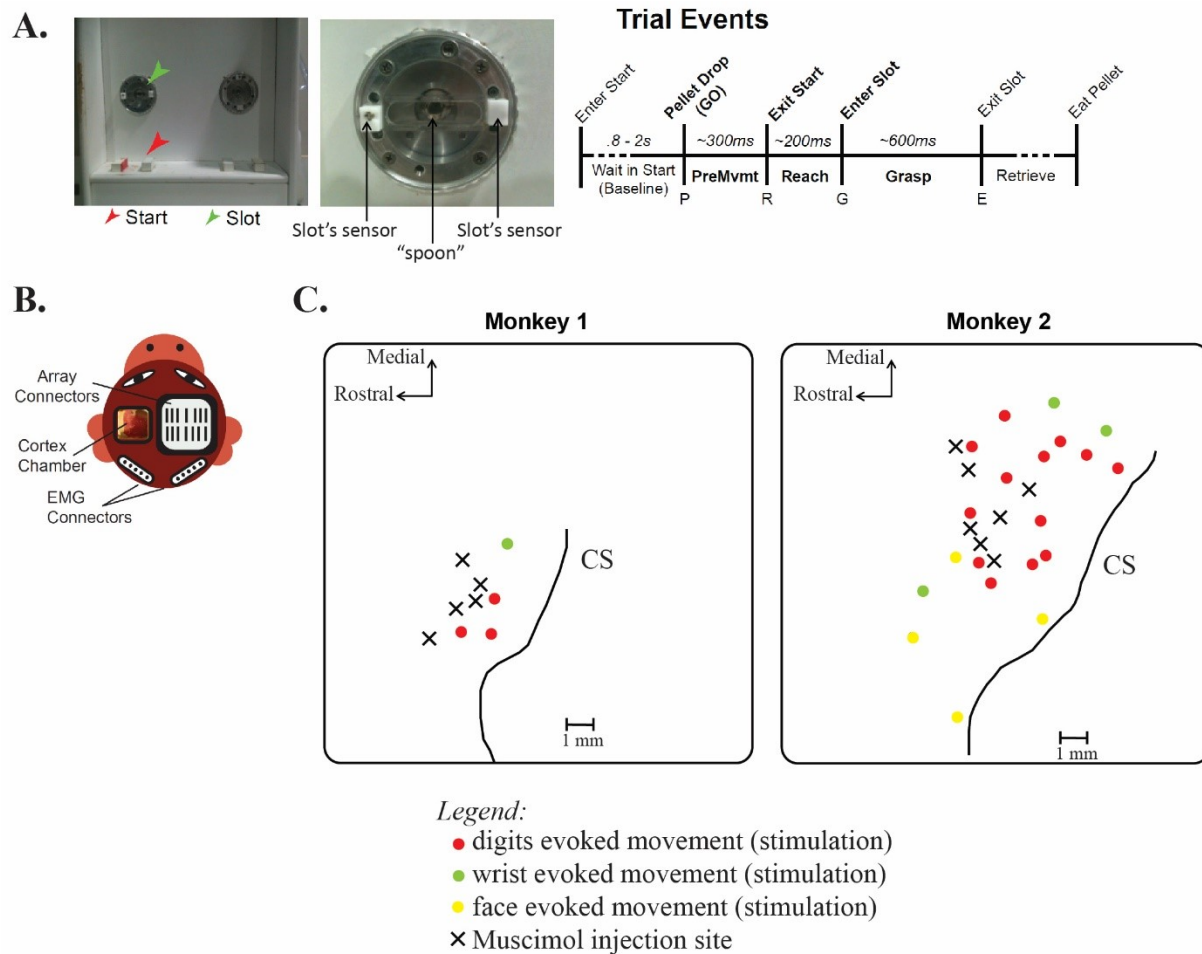 A.
Start
Slot
Slot's sensor
Slot's sensor
"spoon"
Trial Events
Enter Start
Pellet Drop
(GO)
Exit Start
Enter Slot
Exit Slot
Eat Pellet
.8 - 2s
~300ms
~200ms
~600ms
Wait in Start
(Baseline)
PreMvmt
Reach
Grasp
Retrieve
P
R
G
E
B.
Array
Connectors
Cortex
Chamber
EMG
Connectors
C.
Monkey 1
Medial
Rostral
CS
1 mm
Monkey 2
Medial
Rostral
CS
1 mm
Legend:
digits evoked movement (stimulation)
wrist evoked movement (stimulation)
face evoked movement (stimulation)
Muscimol injection site